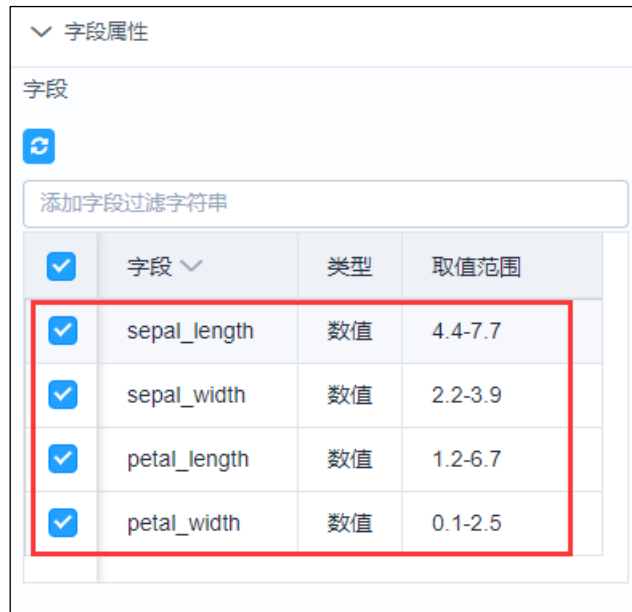 字段属性
字段
添加字段过滤字符串
字段 类型 取值范围
sepal_length 数值 4.4-7.7
sepal_width 数值 2.2-3.9
petal_length 数值 1.2-6.7
petal_width 数值 0.1-2.5